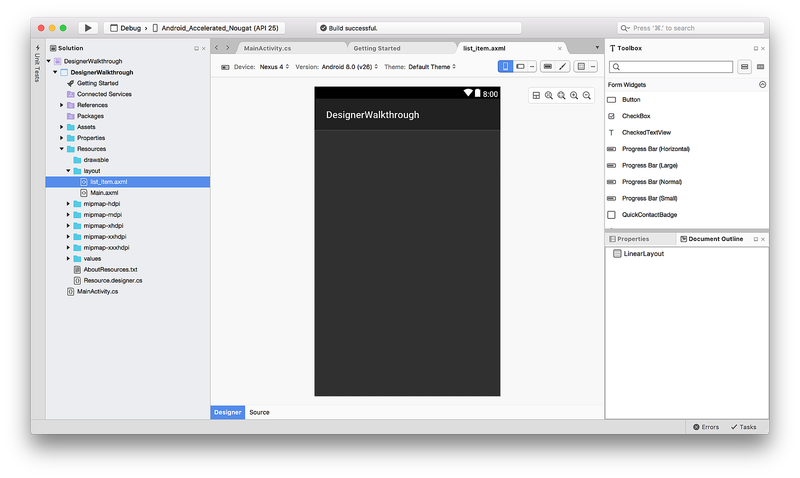 Debug › Android_Accelerated_Nougat (API 25)
Build successful.
Press '⌘.' to search
Unit Tests
Solution
DesignerWalkthrough
DesignerWalkthrough
Getting Started
Connected Services
References
Packages
Assets
Properties
Resources
drawable
layout
list_item.axml
Main.axml
mipmap-hdpi
mipmap-mdpi
mipmap-xhdpi
mipmap-xxhdpi
mipmap-xxxhdpi
values
AboutResources.txt
Resource.designer.cs
MainActivity.cs
MainActivity.cs Getting Started list_item.axml
Device: Nexus 4 Version: Android 8.0 (v26) Theme: Default Theme
8:00
DesignerWalkthrough
Designer Source
Toolbox
Form Widgets
Button
CheckBox
CheckedTextView
Progress Bar (Horizontal)
Progress Bar (Large)
Progress Bar (Normal)
Progress Bar (Small)
QuickContactBadge
Properties Document Outline
LinearLayout
Errors Tasks